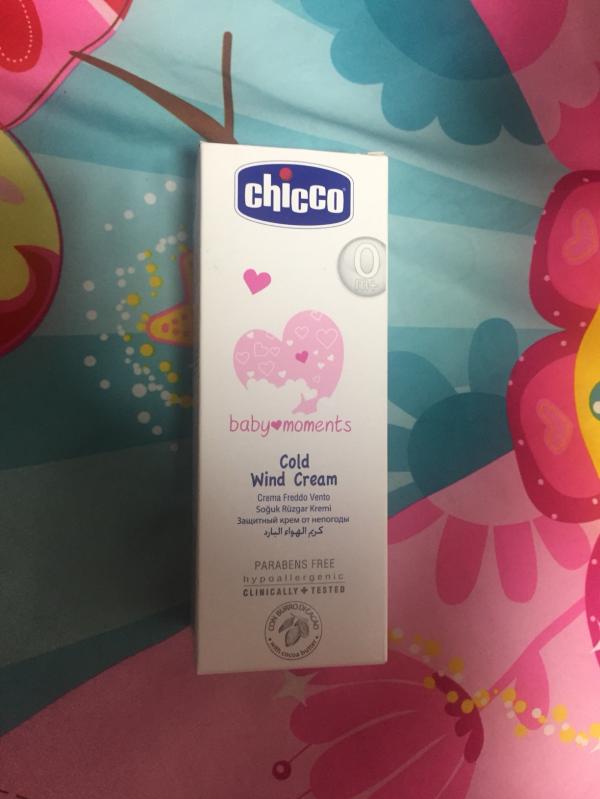 chicco
0
m+
baby moments
Cold
Wind Cream
Crema Freddo Vento
Soğuk Rüzgar Kremi
Защитный крем от непогоды
كريم الهواء البارد
PARABENS FREE
hypoallergenic
CLINICALLY + TESTED
CON BURRO DI CACAO
with cocoa butter